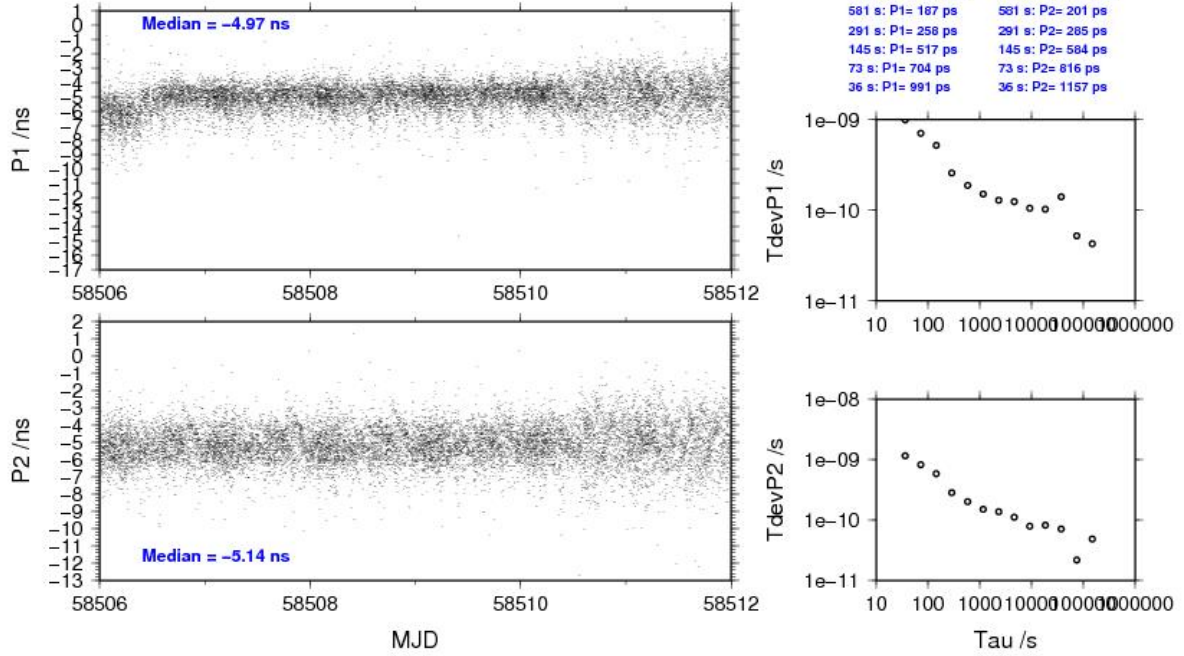 1
0
−1
−2
−3
−4
−5
−6
−7
−8
−9
−10
−11
−12
−13
−14
−15
−16
−17
P1 /ns
Median = −4.97 ns
58506
58508
58510
58512
2
1
0
−1
−2
−3
−4
−5
−6
−7
−8
−9
−10
−11
−12
−13
P2 /ns
Median = −5.14 ns
58506
58508
58510
58512
MJD
581 s: P1= 187 ps 581 s: P2= 201 ps
291 s: P1= 258 ps 291 s: P2= 285 ps
145 s: P1= 517 ps 145 s: P2= 584 ps
73 s: P1= 704 ps 73 s: P2= 816 ps
36 s: P1= 991 ps 36 s: P2= 1157 ps
1e−09
1e−10
1e−11
TdevP1 /s
10 100 1000 10000 100000 1000000
1e−08
1e−09
1e−10
1e−11
TdevP2 /s
10 100 1000 10000 100000 1000000
Tau /s